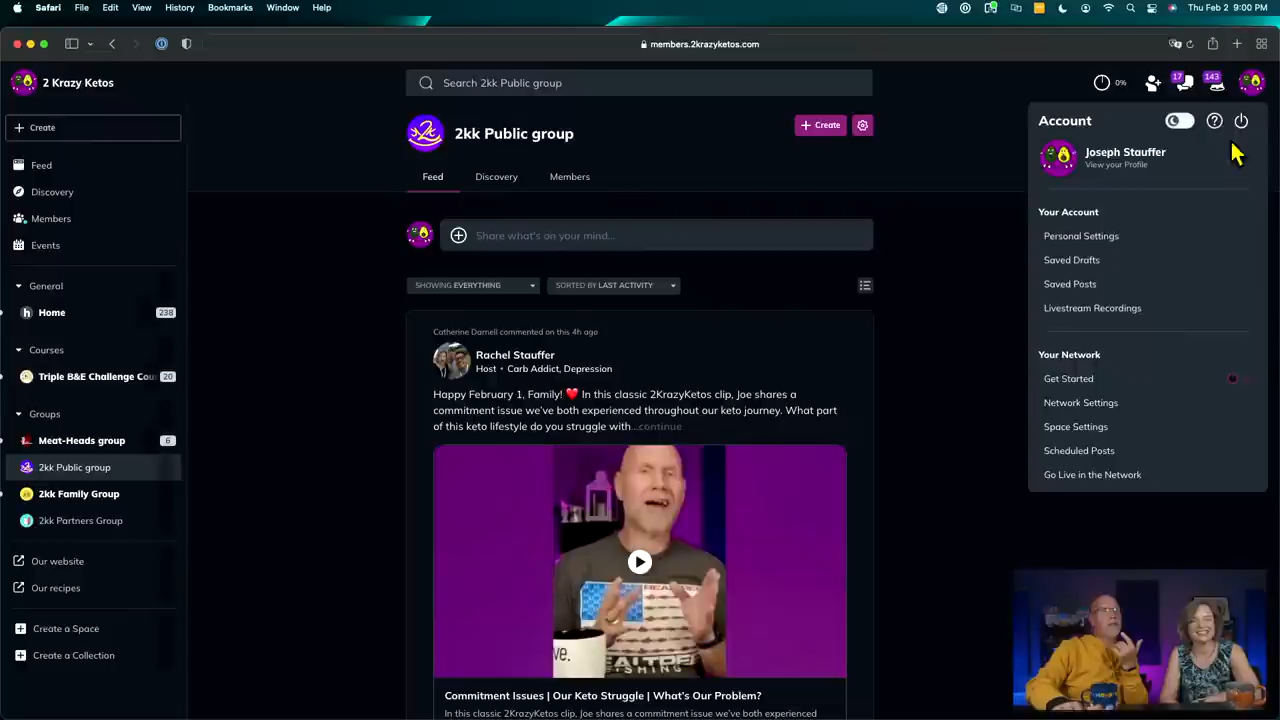 Safari File Edit View History Bookmarks Window Help
Thu Feb 2 9:00 PM
members.2krazyketos.com
2 Krazy Ketos
Search 2kk Public group
0%
17
143
Create
Feed
Discovery
Members
Events
General
Home
238
Courses
Triple B&E Challenge Cou
20
Groups
Meat-Heads group
6
2kk Public group
2kk Family Group
2kk Partners Group
Our website
Our recipes
Create a Space
Create a Collection
2kk Public group
Create
Feed
Discovery
Members
Share what's on your mind...
SHOWING EVERYTHING
SORTED BY LAST ACTIVITY
Catherine Darnell commented on this 4h ago
Rachel Stauffer
Host • Carb Addict, Depression
Happy February 1, Family! ❤️ In this classic 2KrazyKetos clip, Joe shares a
commitment issue we've both experienced throughout our keto journey. What part
of this keto lifestyle do you struggle with...continue
ve.
Commitment Issues | Our Keto Struggle | What's Our Problem?
In this classic 2KrazyKetos clip, Joe shares a commitment issue we've both experienced
Account
Joseph Stauffer
View your Profile
Your Account
Personal Settings
Saved Drafts
Saved Posts
Livestream Recordings
Your Network
Get Started
Network Settings
Space Settings
Scheduled Posts
Go Live in the Network